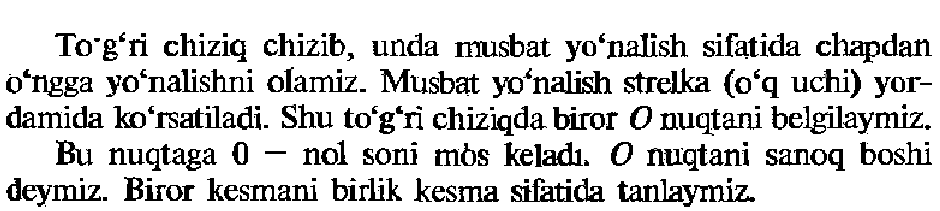 To‘g‘ri chiziq chizib, unda musbat yo‘nalish sifatida chapdan
o‘ngga yo‘nalishni olamiz. Musbat yo‘nalish strelka (o‘q uchi) yor-
damida ko‘rsatiladi. Shu to‘g‘ri chiziqda biror O nuqtani belgilaymiz.
Bu nuqtaga 0 — nol soni mos keladi. O nuqtani sanoq boshi
deymiz. Biror kesmani birlik kesma sifatida tanlaymiz.